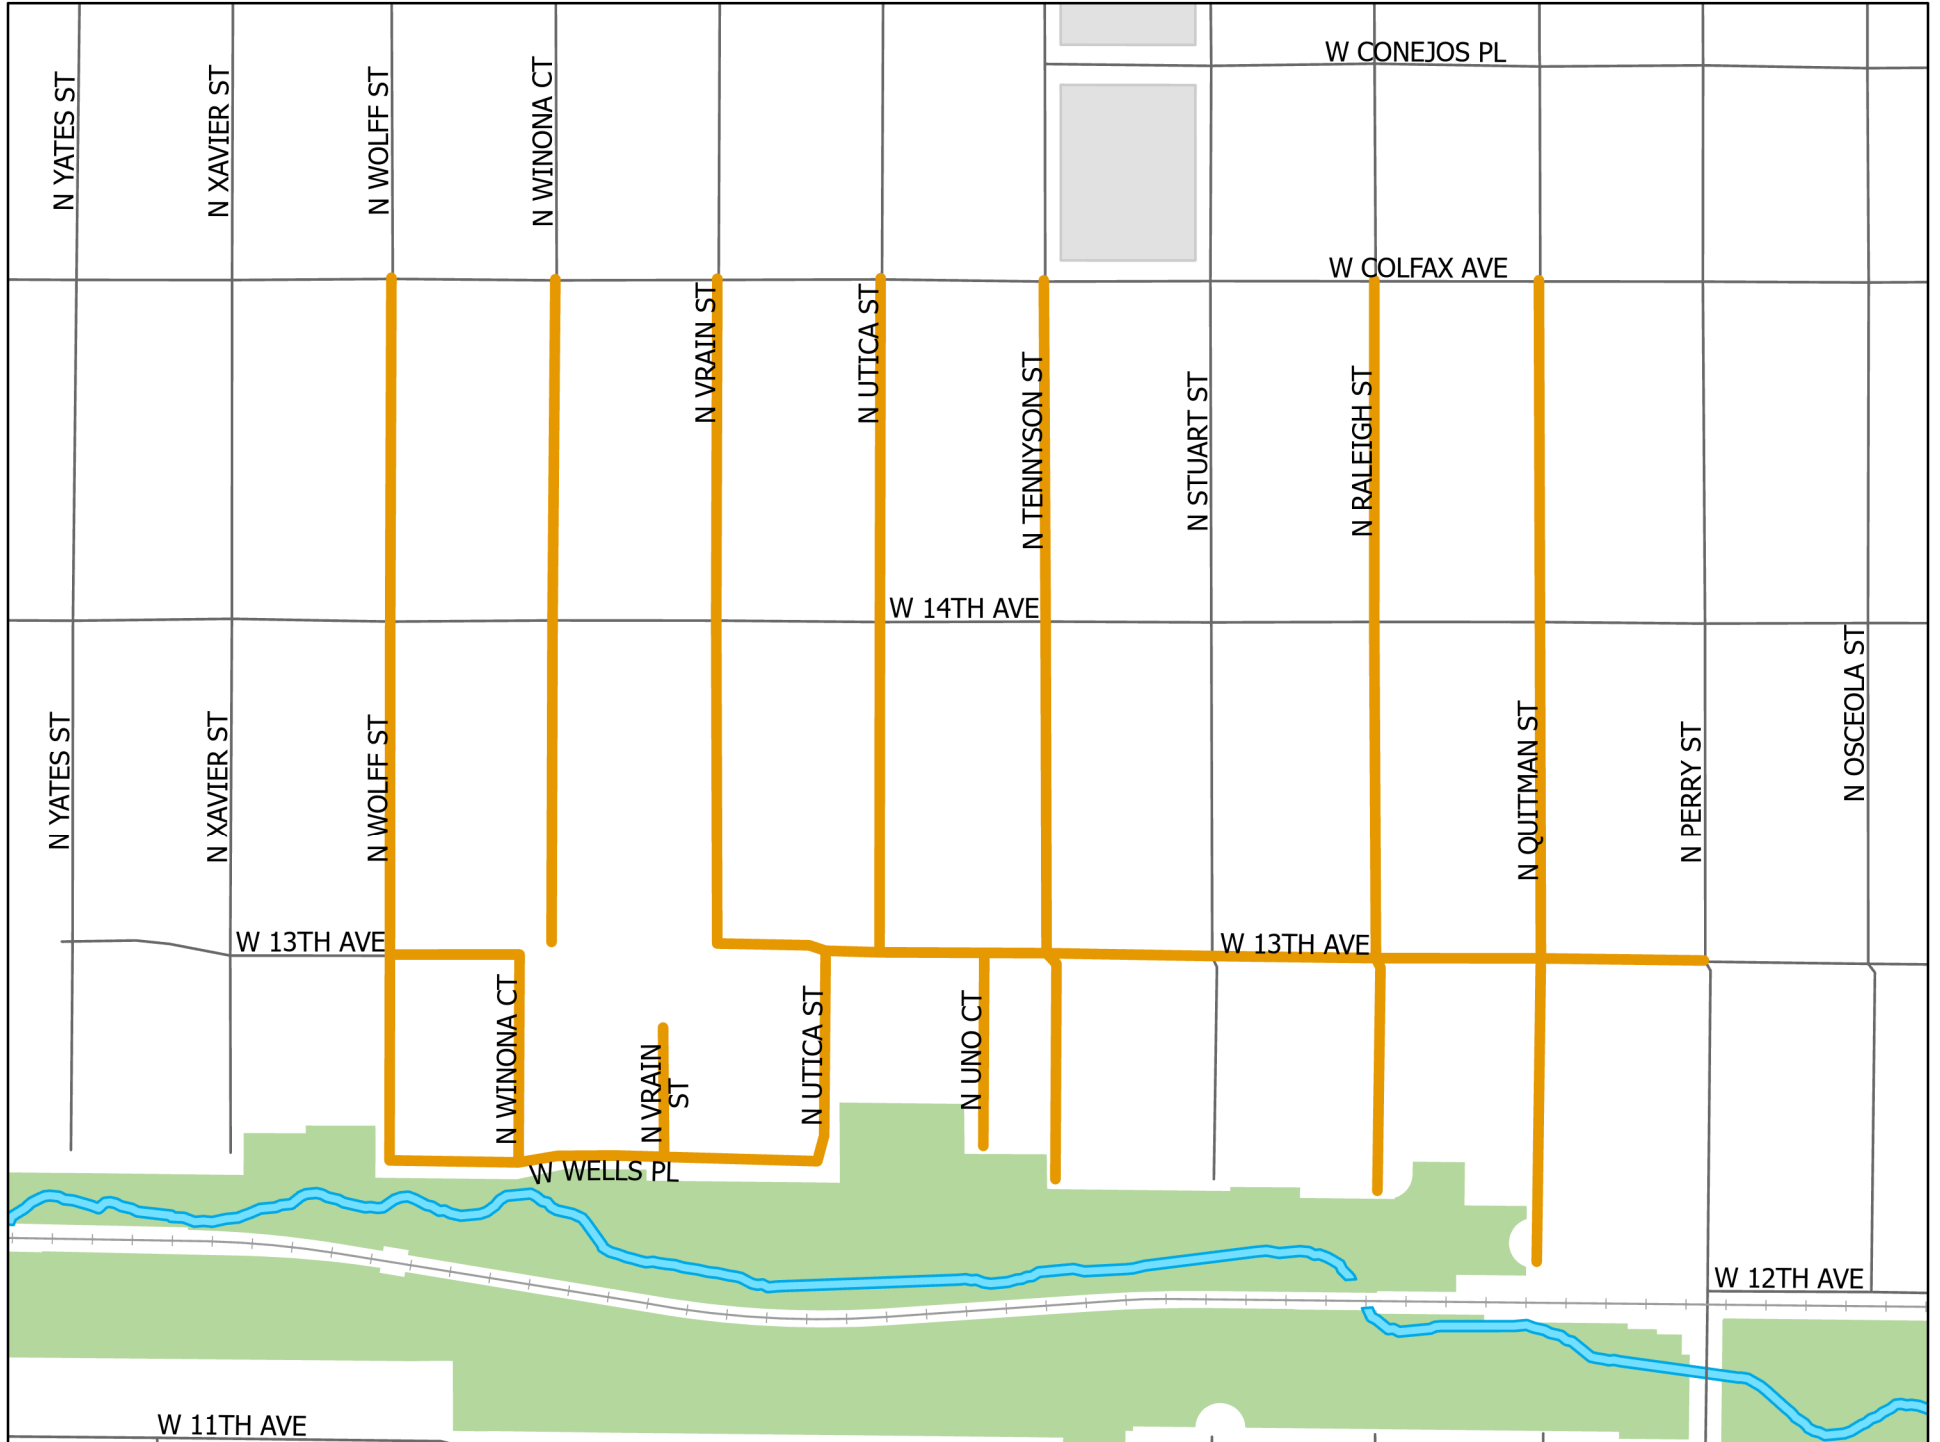 W CONEJOS PL
N YATES ST
N XAVIER ST
N WOLFF ST
N WINONA CT
W COLFAX AVE
N VRAIN ST
N UTICA ST
N TENNYSON ST
N STUART ST
N RALEIGH ST
W 14TH AVE
N OSCEOLA ST
N YATES ST
N XAVIER ST
N WOLFF ST
N QUITMAN ST
N PERRY ST
W 13TH AVE
W 13TH AVE
N WINONA CT
N VRAIN
ST
N UTICA ST
N UNO CT
W WELLS PL
W 12TH AVE
W 11TH AVE